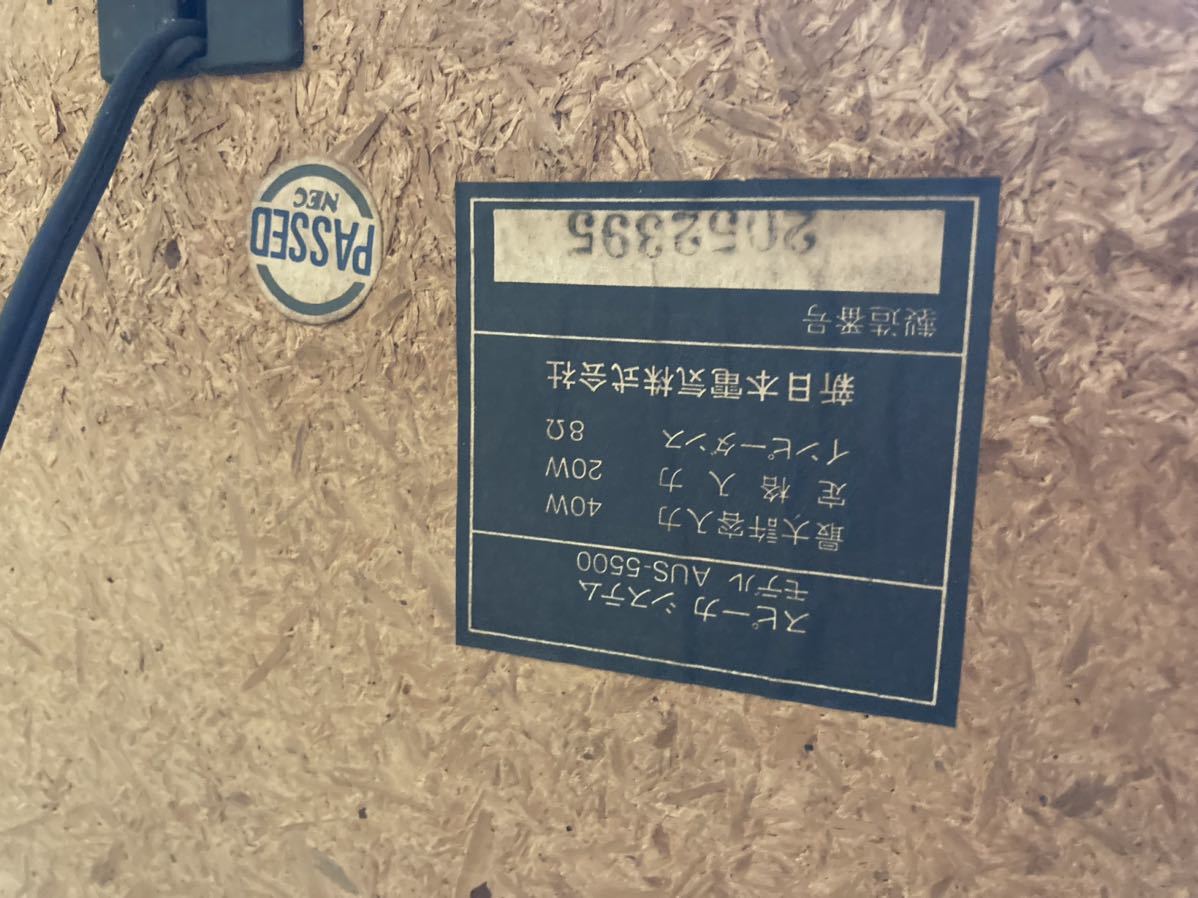 スピーカ システム
モデル AUS-5500
最大許容入力 40W
定格入力 20W
インピーダンス 8Ω
新日本電気株式会社
製造番号
2052395
PASSED
NEC